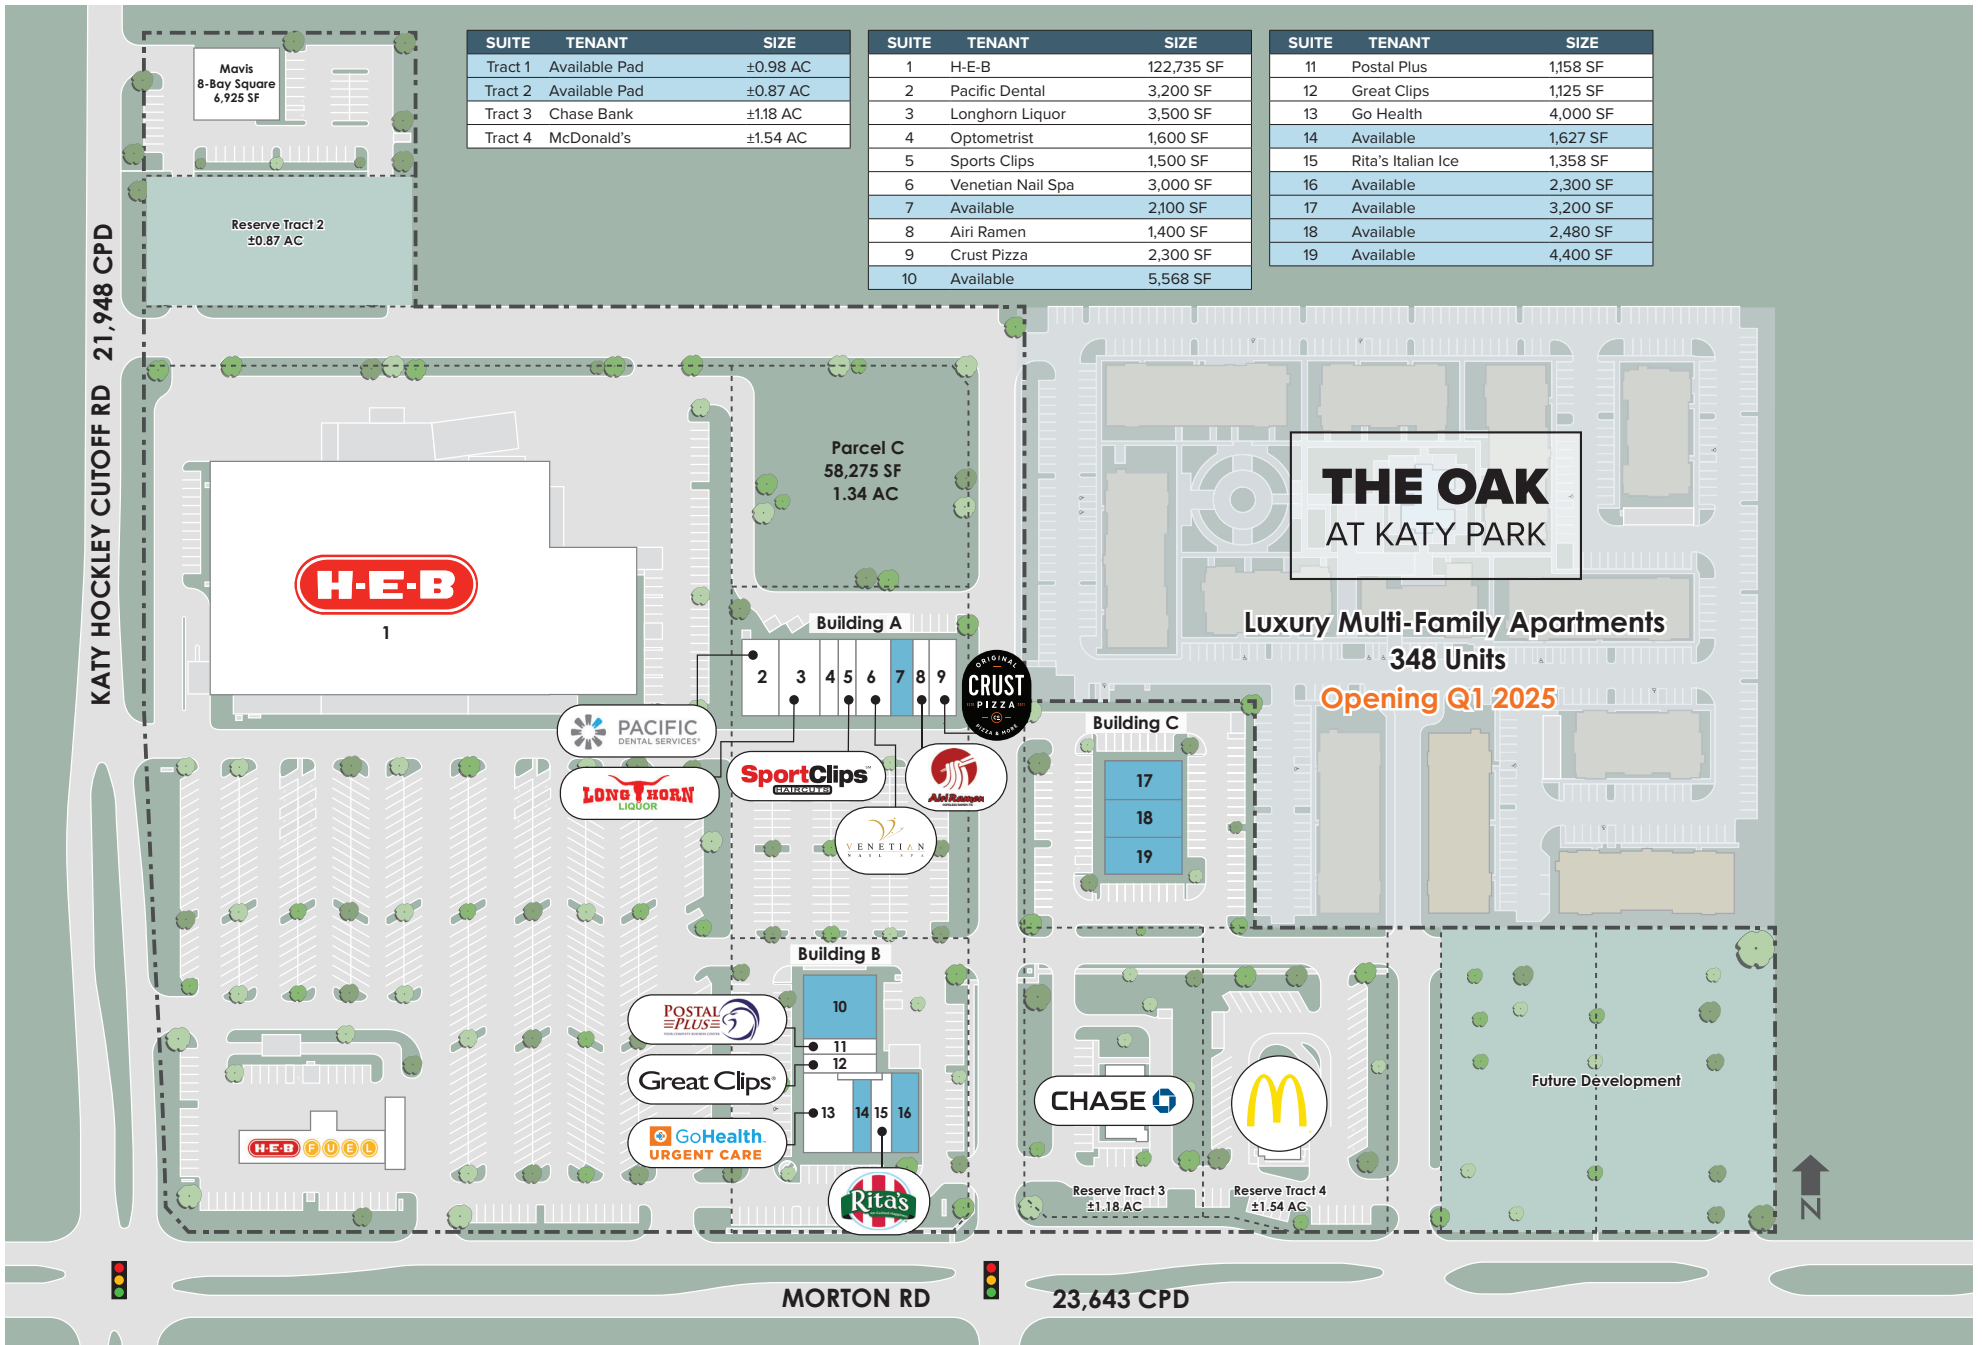 SUITE TENANT SIZE
Tract 1 Available Pad ±0.98 AC
Tract 2 Available Pad ±0.87 AC
Tract 3 Chase Bank ±1.18 AC
Tract 4 McDonald's ±1.54 AC
SUITE TENANT SIZE
1 H-E-B 122,735 SF
2 Pacific Dental 3,200 SF
3 Longhorn Liquor 3,500 SF
4 Optometrist 1,600 SF
5 Sports Clips 1,500 SF
6 Venetian Nail Spa 3,000 SF
7 Available 2,100 SF
8 Airi Ramen 1,400 SF
9 Crust Pizza 2,300 SF
10 Available 5,568 SF
SUITE TENANT SIZE
11 Postal Plus 1,158 SF
12 Great Clips 1,125 SF
13 Go Health 4,000 SF
14 Available 1,627 SF
15 Rita's Italian Ice 1,358 SF
16 Available 2,300 SF
17 Available 3,200 SF
18 Available 2,480 SF
19 Available 4,400 SF
Mavis
8-Bay Square
6,925 SF
Reserve Tract 2
±0.87 AC
KATY HOCKLEY CUTOFF RD 21,948 CPD
Parcel C
58,275 SF
1.34 AC
THE OAK
AT KATY PARK
Luxury Multi-Family Apartments
348 Units
Opening Q1 2025
H-E-B
1
Building A
2 3 4 5 6 7 8 9
ORIGINAL
CRUST
PIZZA
PIZZA & MORE
PACIFIC
DENTAL SERVICES
LONGHORN
LIQUOR
SportClips
HAIRCUTS
Airi Ramen
VENETIAN
NAIL SPA
Building C
17
18
19
Building B
10
11
12
13 14 15 16
POSTAL
PLUS
Great Clips
GoHealth
URGENT CARE
Rita's
H-E-B FUEL
CHASE
Reserve Tract 3
±1.18 AC
Reserve Tract 4
±1.54 AC
Future Development
N
MORTON RD 23,643 CPD